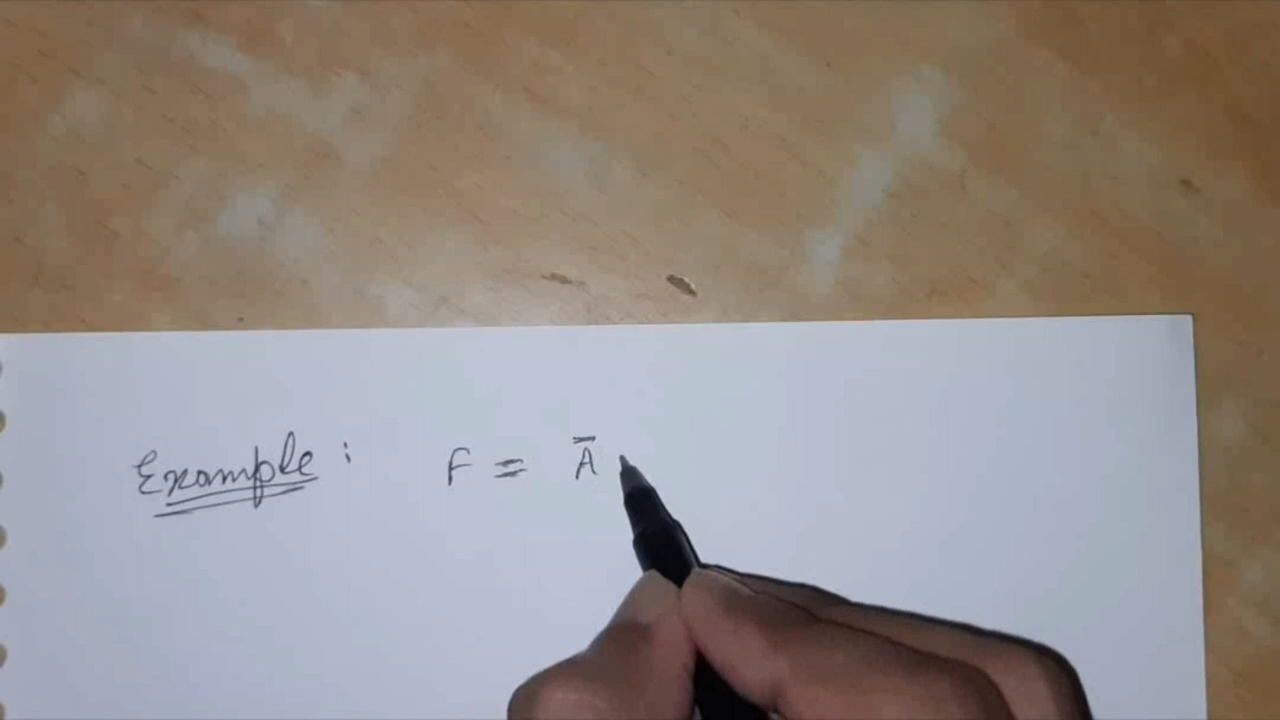 Example : F = Ā